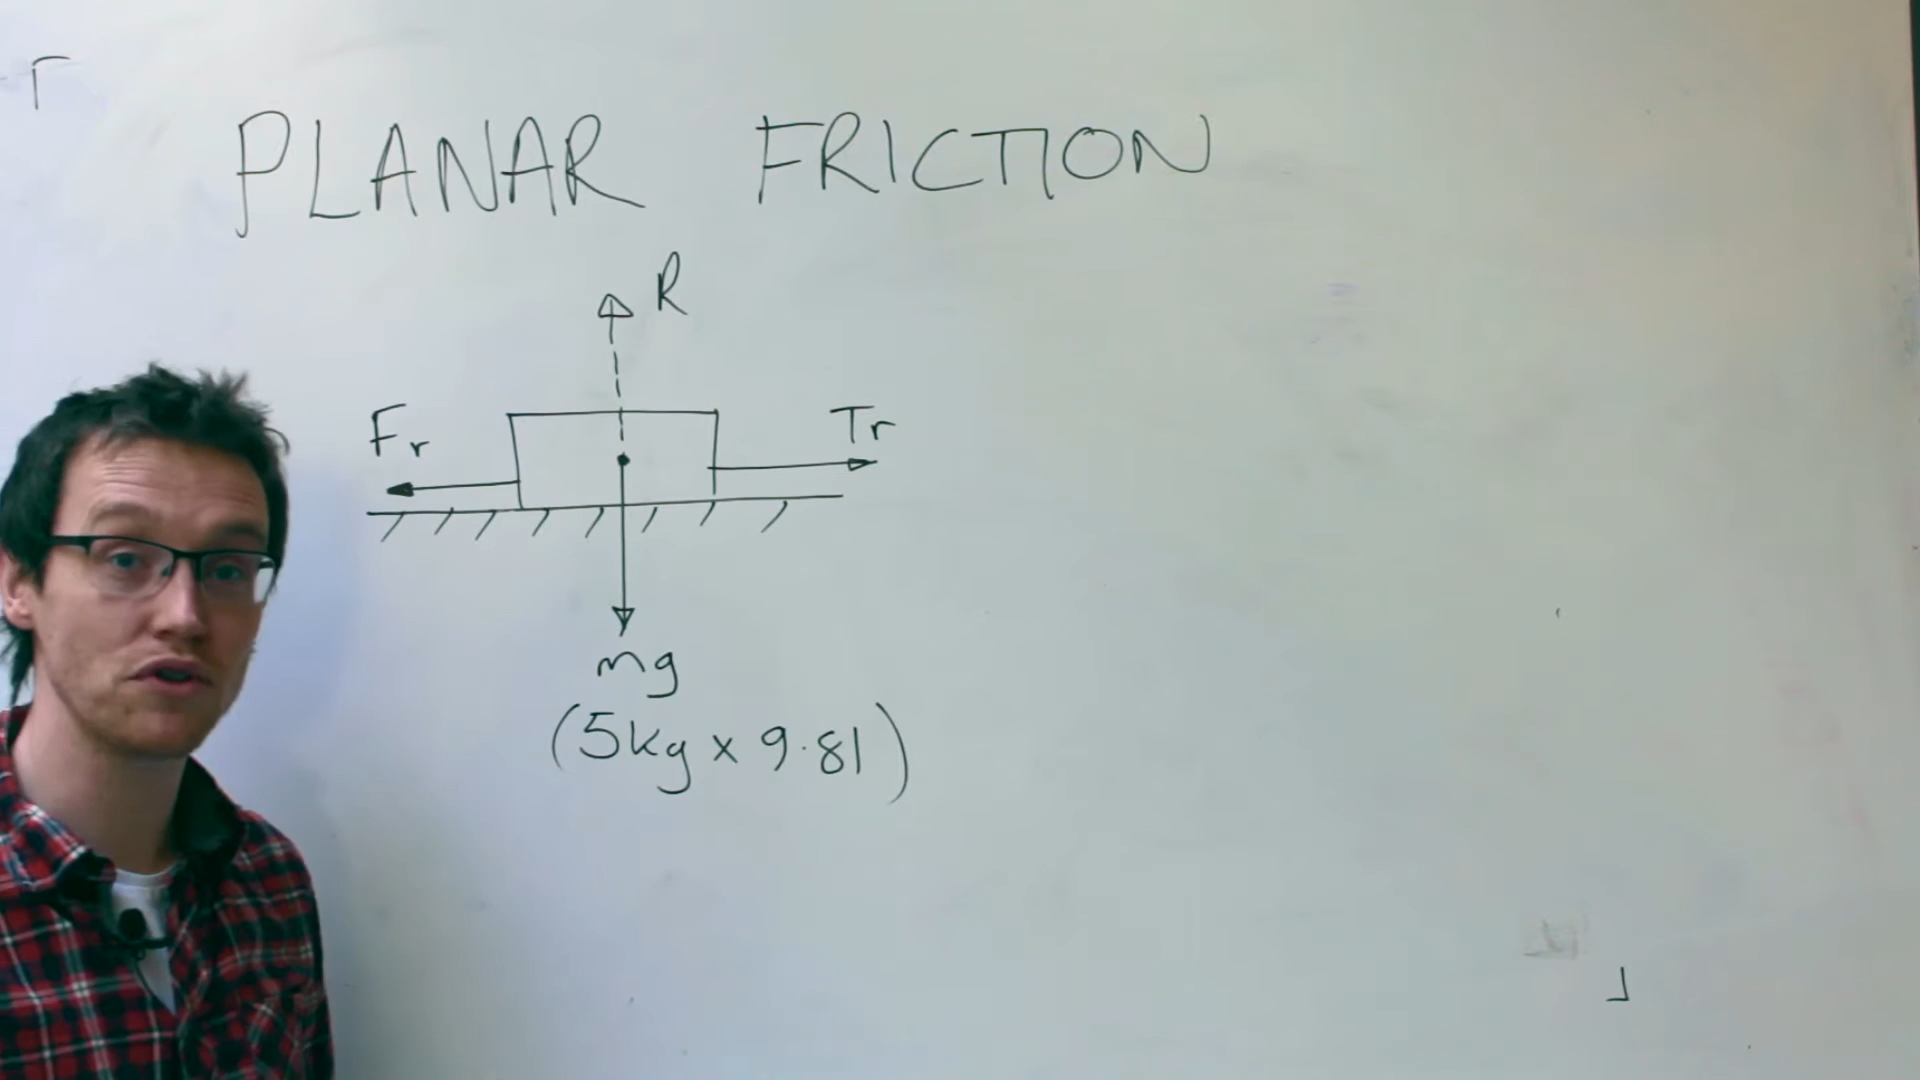 PLANAR FRICTION
R
Fr
Tr
mg
(5kg x 9.81)